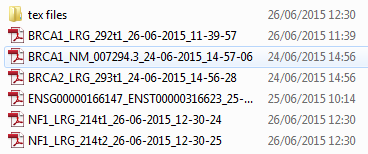 tex files 26/06/2015 12:30
BRCA1_LRG_292t1_26-06-2015_11-39-57 26/06/2015 11:39
BRCA1_NM_007294.3_24-06-2015_14-57-06 24/06/2015 14:56
BRCA2_LRG_293t1_24-06-2015_14-56-28 24/06/2015 14:56
ENSG00000166147_ENST00000316623_25-... 25/06/2015 10:14
NF1_LRG_214t1_26-06-2015_12-30-24 26/06/2015 12:30
NF1_LRG_214t2_26-06-2015_12-30-25 26/06/2015 12:30